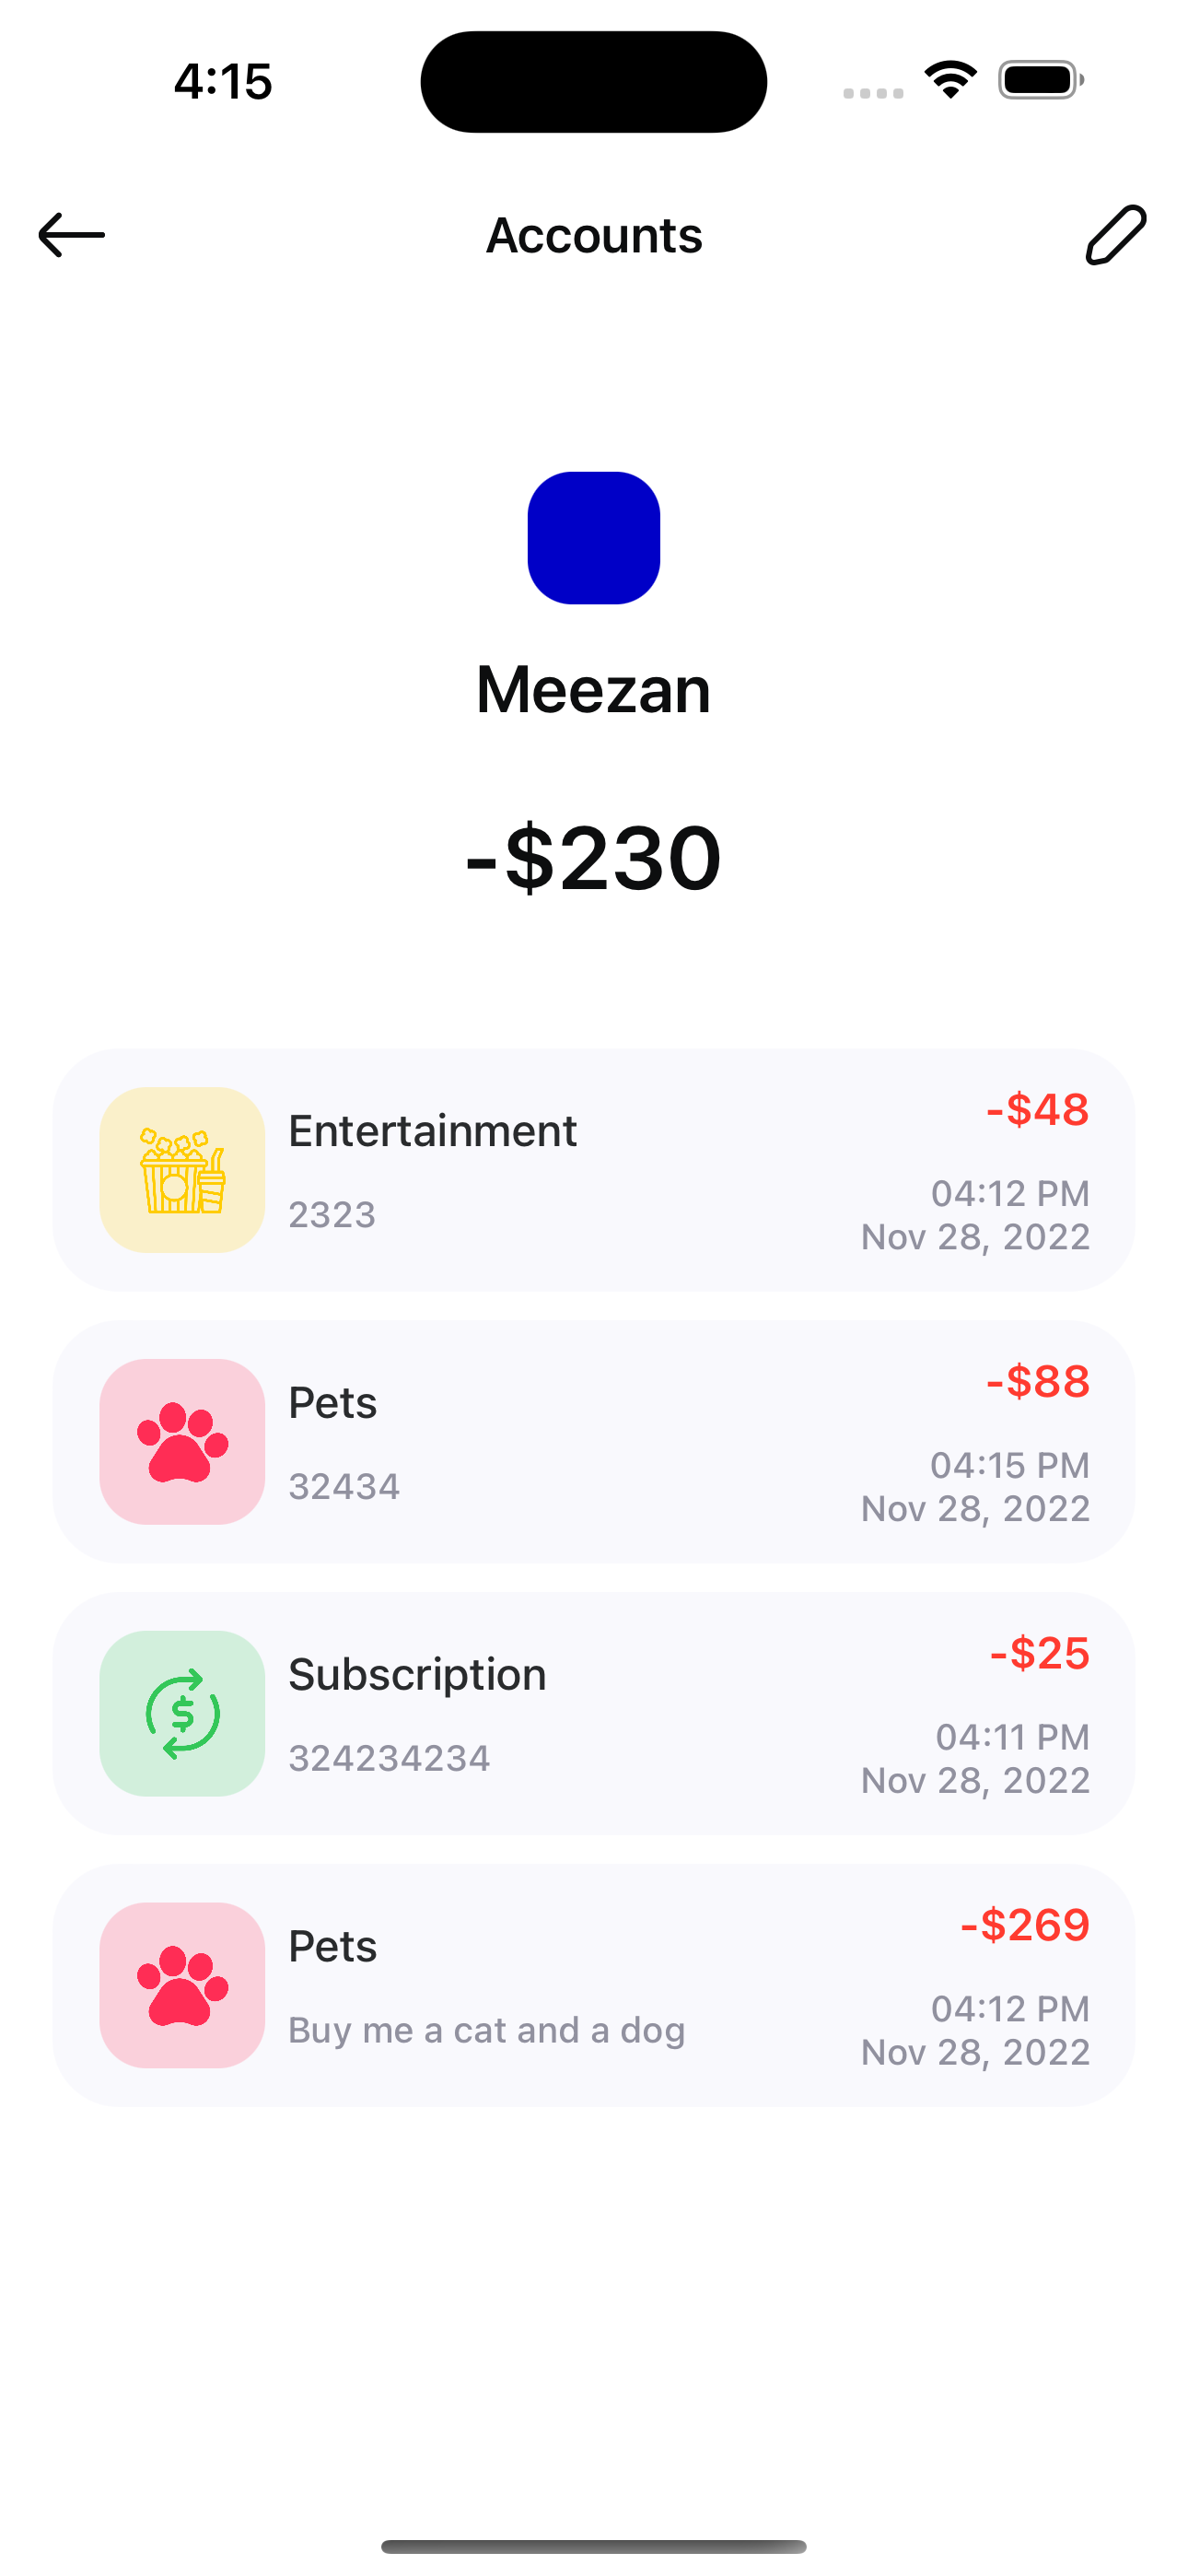 4:15
Accounts
Meezan
-$230
Entertainment
-$48
2323
04:12 PM
Nov 28, 2022
Pets
-$88
32434
04:15 PM
Nov 28, 2022
Subscription
-$25
324234234
04:11 PM
Nov 28, 2022
Pets
-$269
Buy me a cat and a dog
04:12 PM
Nov 28, 2022